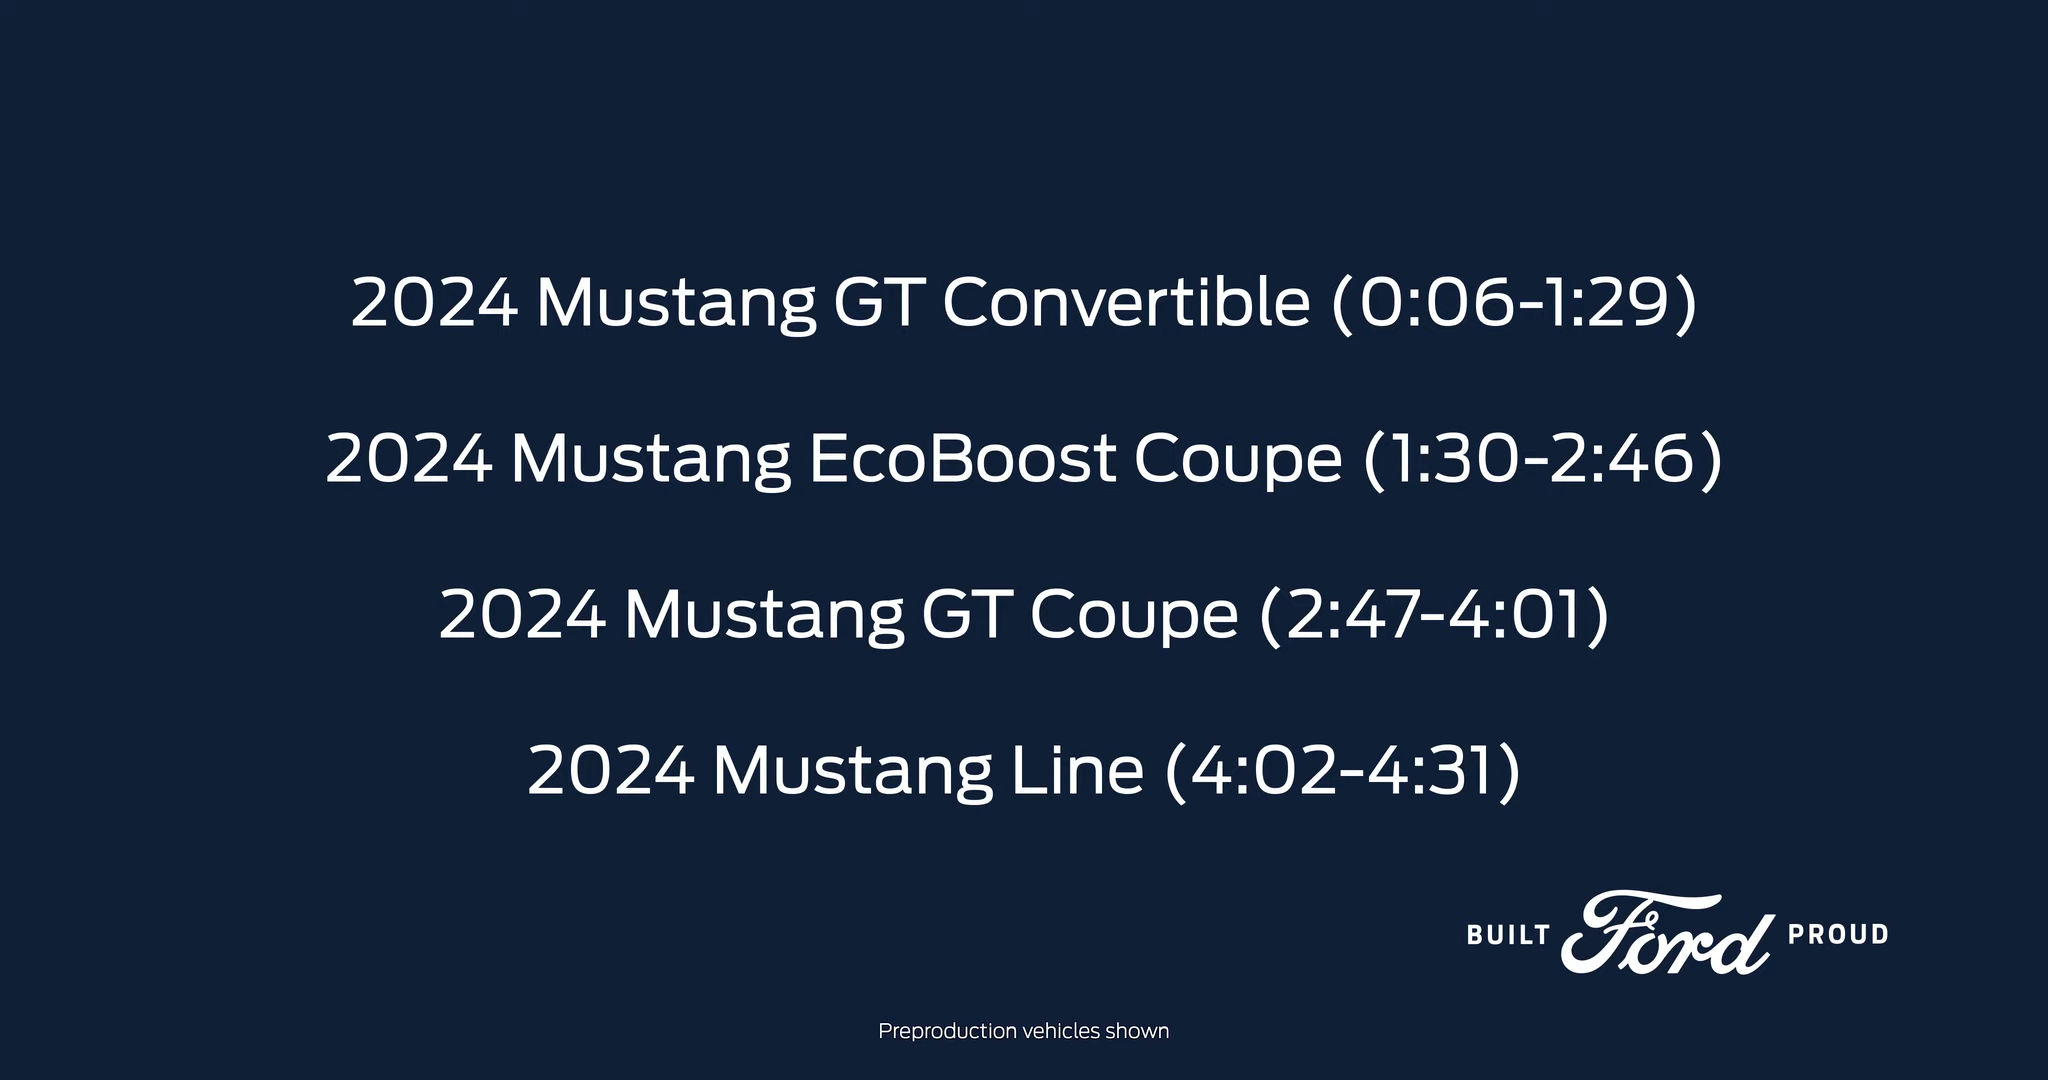 2024 Mustang GT Convertible (0:06-1:29)
2024 Mustang EcoBoost Coupe (1:30-2:46)
2024 Mustang GT Coupe (2:47-4:01)
2024 Mustang Line (4:02-4:31)
BUILT Ford PROUD
Preproduction vehicles shown